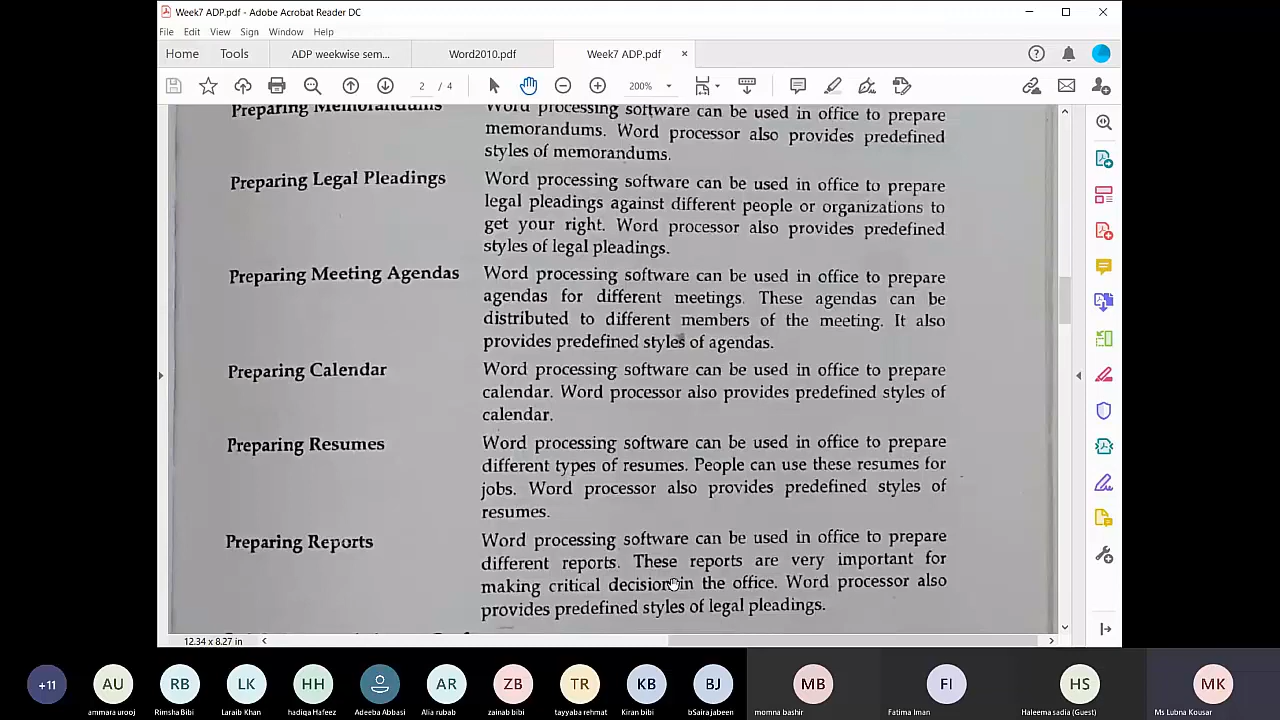 Week7 ADP.pdf - Adobe Acrobat Reader DC
File Edit View Sign Window Help
Home Tools ADP weekwise sem... Word2010.pdf Week7 ADP.pdf ×
2 / 4 200%
Preparing Memorandums
Word processing software can be used in office to prepare
memorandums. Word processor also provides predefined
styles of memorandums.
Preparing Legal Pleadings
Word processing software can be used in office to prepare
legal pleadings against different people or organizations to
get your right. Word processor also provides predefined
styles of legal pleadings.
Preparing Meeting Agendas
Word processing software can be used in office to prepare
agendas for different meetings. These agendas can be
distributed to different members of the meeting. It also
provides predefined styles of agendas.
Preparing Calendar
Word processing software can be used in office to prepare
calendar. Word processor also provides predefined styles of
calendar.
Preparing Resumes
Word processing software can be used in office to prepare
different types of resumes. People can use these resumes for
jobs. Word processor also provides predefined styles of
resumes.
Preparing Reports
Word processing software can be used in office to prepare
different reports. These reports are very important for
making critical decision in the office. Word processor also
provides predefined styles of legal pleadings.
12.34 x 8.27 in
+11 AU RB LK HH AR ZB TR KB BJ MB FI HS MK
ammara urooj Rimsha Bibi Laraib Khan hadiqa Hafeez Adeeba Abbasi Alia rubab zainab bibi tayyaba rehmat Kiran bibi bSaira jabeen momna bashir Fatima Iman Haleema sadia (Guest) Ms Lubna Kousar